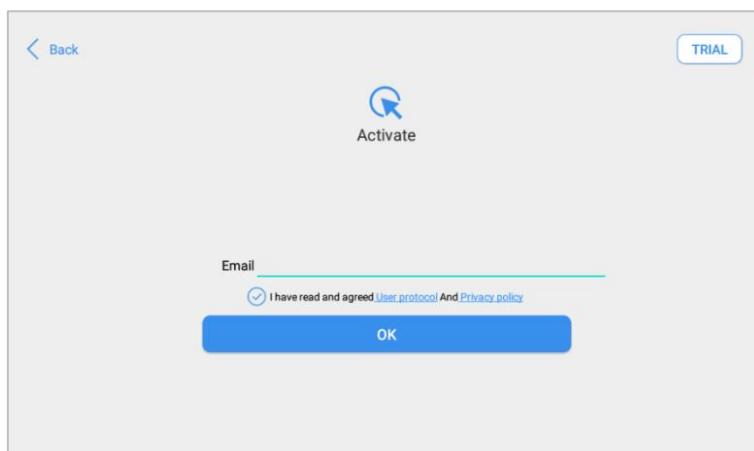 Back
TRIAL
Activate
Email
I have read and agreed User protocol And Privacy policy
OK